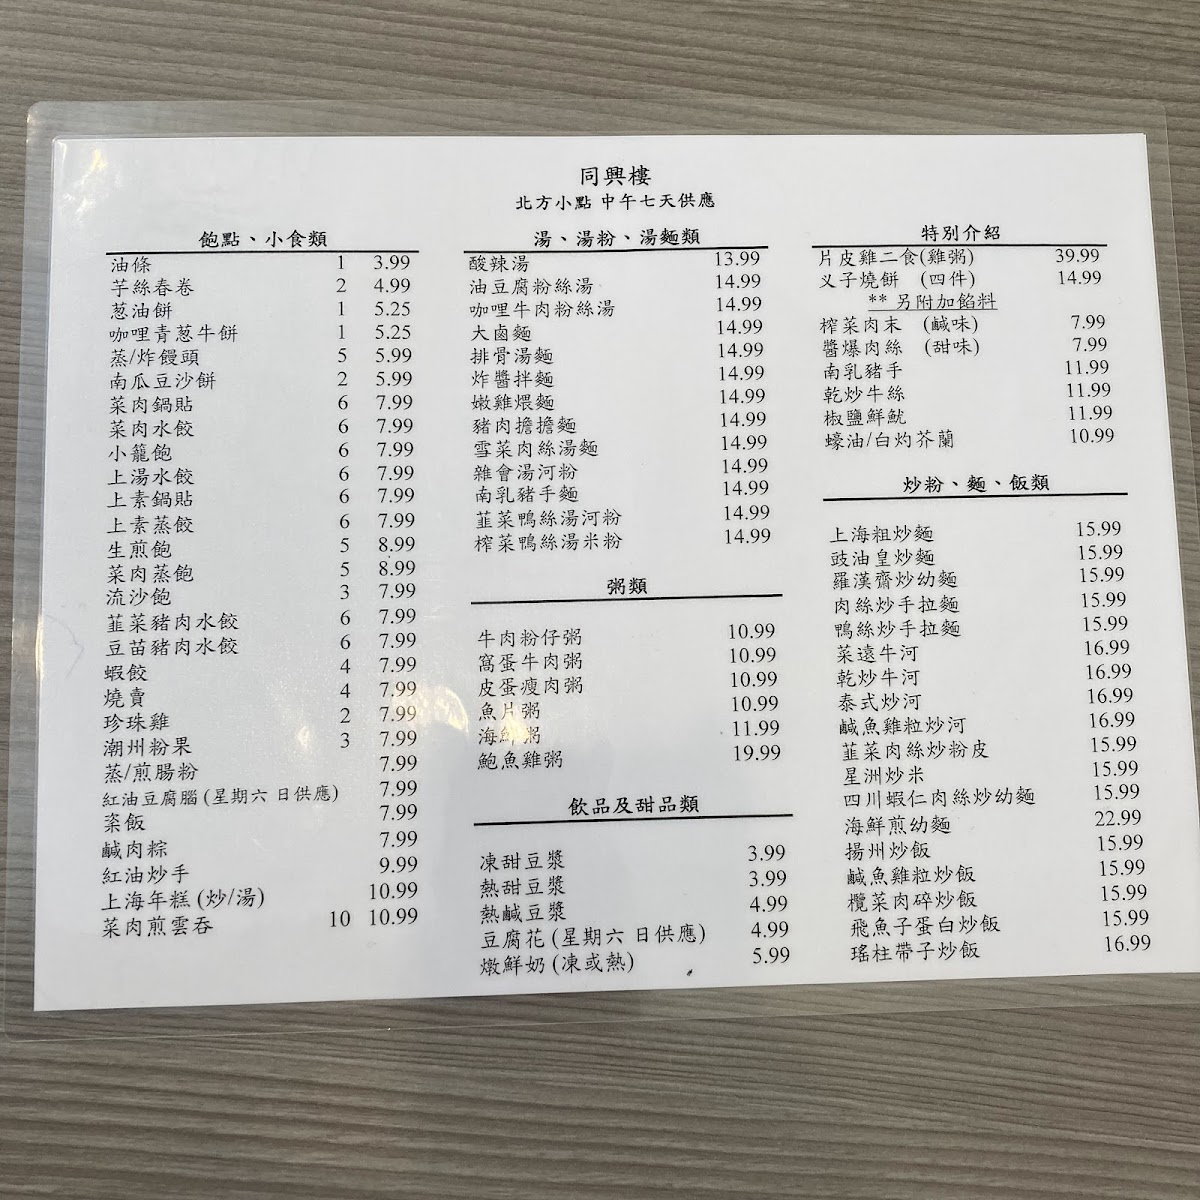 同興樓
北方小點 中午七天供應
飽點、小食類
油條 1 3.99
芋絲春卷 2 4.99
葱油餅 1 5.25
咖哩青葱牛餅 1 5.25
蒸/炸饅頭 5 5.99
南瓜豆沙餅 2 5.99
菜肉鍋貼 6 7.99
菜肉水餃 6 7.99
小籠飽 6 7.99
上湯水餃 6 7.99
上素鍋貼 6 7.99
上素蒸餃 6 7.99
生煎飽 5 8.99
菜肉蒸飽 5 8.99
流沙飽 3 7.99
韮菜豬肉水餃 6 7.99
豆苗豬肉水餃 6 7.99
蝦餃 4 7.99
燒賣 4 7.99
珍珠雞 2 7.99
潮州粉果 3 7.99
蒸/煎腸粉 7.99
紅油豆腐腦 (星期六 日供應) 7.99
粢飯 7.99
鹹肉粽 7.99
紅油炒手 9.99
上海年糕 (炒/湯) 10.99
菜肉煎雲吞 10 10.99
湯、湯粉、湯麵類
酸辣湯 13.99
油豆腐粉絲湯 14.99
咖哩牛肉粉絲湯 14.99
大鹵麵 14.99
排骨湯麵 14.99
炸醬拌麵 14.99
嫩雞煨麵 14.99
豬肉擔擔麵 14.99
雪菜肉絲湯麵 14.99
雜會湯河粉 14.99
南乳豬手麵 14.99
韮菜鴨絲湯河粉 14.99
榨菜鴨絲湯米粉 14.99
粥類
牛肉粉仔粥 10.99
窩蛋牛肉粥 10.99
皮蛋瘦肉粥 10.99
魚片粥 10.99
海鮮粥 11.99
鮑魚雞粥 19.99
飲品及甜品類
凍甜豆漿 3.99
熱甜豆漿 3.99
熱鹹豆漿 4.99
豆腐花 (星期六 日供應) 4.99
燉鮮奶 (凍或熱) 5.99
特別介紹
片皮雞二食(雞粥) 39.99
义子燒餅 (四件) 14.99
** 另附加餡料
榨菜肉末 (鹹味) 7.99
醬爆肉絲 (甜味) 7.99
南乳豬手 11.99
乾炒牛絲 11.99
椒鹽鮮魷 11.99
蠔油/白灼芥蘭 10.99
炒粉、麵、飯類
上海粗炒麵 15.99
豉油皇炒麵 15.99
羅漢齋炒幼麵 15.99
肉絲炒手拉麵 15.99
鴨絲炒手拉麵 15.99
菜遠牛河 16.99
乾炒牛河 16.99
泰式炒河 16.99
鹹魚雞粒炒河 16.99
韮菜肉絲炒粉皮 15.99
星洲炒米 15.99
四川蝦仁肉絲炒幼麵 15.99
海鮮煎幼麵 22.99
揚州炒飯 15.99
鹹魚雞粒炒飯 15.99
欖菜肉碎炒飯 15.99
飛魚子蛋白炒飯 15.99
瑤柱帶子炒飯 16.99